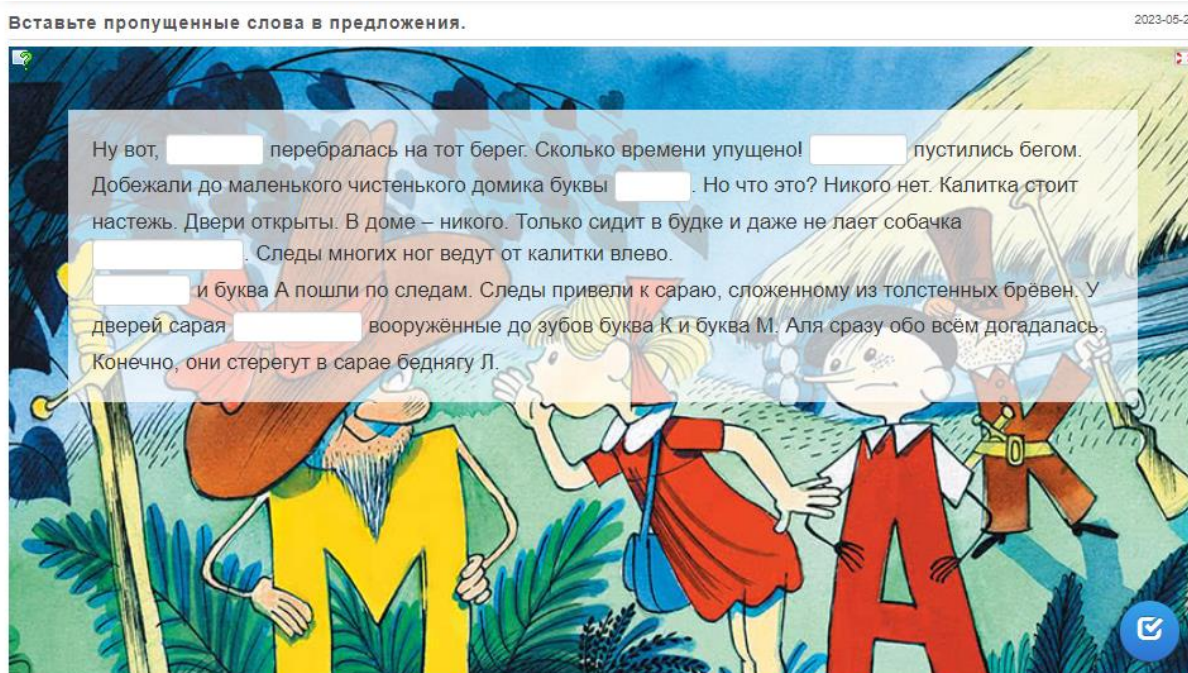 Вставьте пропущенные слова в предложения.
2023-05-2
Ну вот, перебралась на тот берег. Сколько времени упущено! пустились бегом.
Добежали до маленького чистенького домика буквы . Но что это? Никого нет. Калитка стоит
настежь. Двери открыты. В доме – никого. Только сидит в будке и даже не лает собачка
. Следы многих ног ведут от калитки влево.
и буква А пошли по следам. Следы привели к сараю, сложенному из толстенных брёвен. У
дверей сарая вооружённые до зубов буква К и буква М. Аля сразу обо всём догадалась.
Конечно, они стерегут в сарае беднягу Л.
М А К